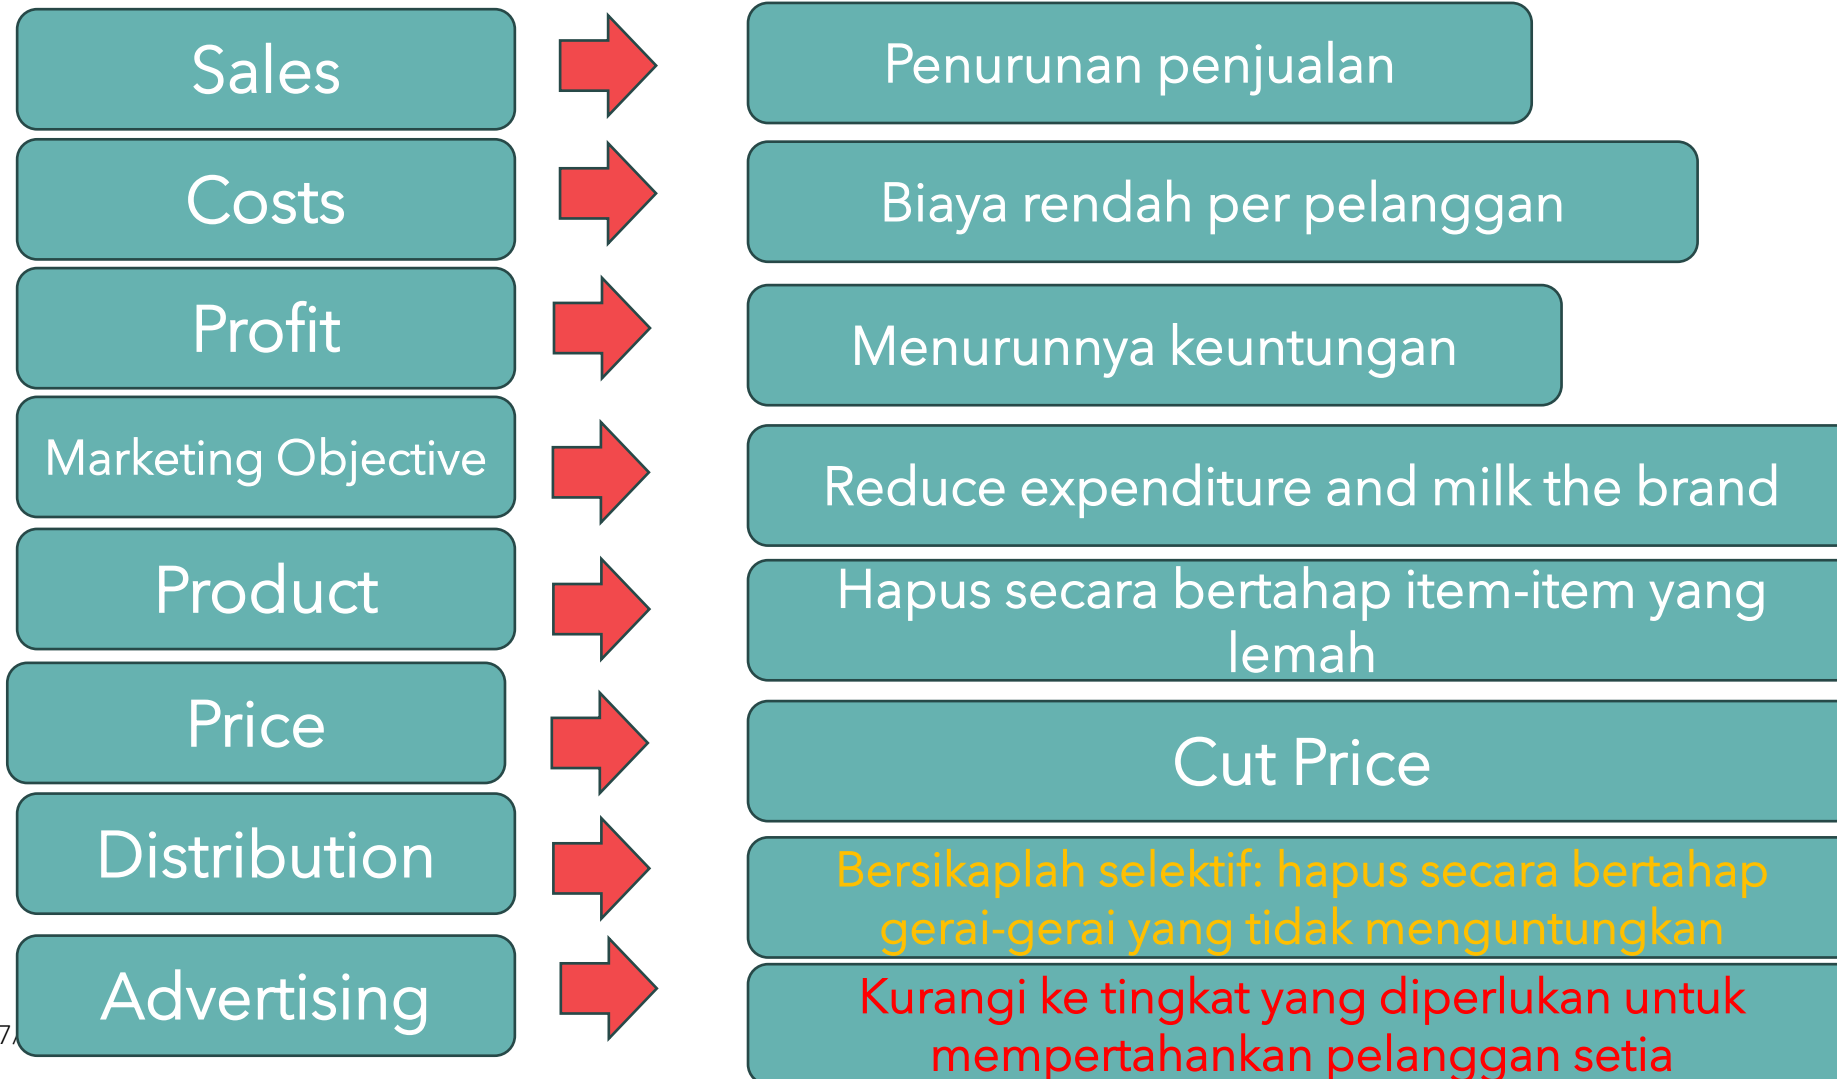 Sales
Penurunan penjualan
Costs
Biaya rendah per pelanggan
Profit
Menurunnya keuntungan
Marketing Objective
Reduce expenditure and milk the brand
Product
Hapus secara bertahap item-item yang
lemah
Price
Cut Price
Distribution
Bersikaplah selektif: hapus secara bertahap
gerai-gerai yang tidak menguntungkan
Advertising
Kurangi ke tingkat yang diperlukan untuk
mempertahankan pelanggan setia
7/